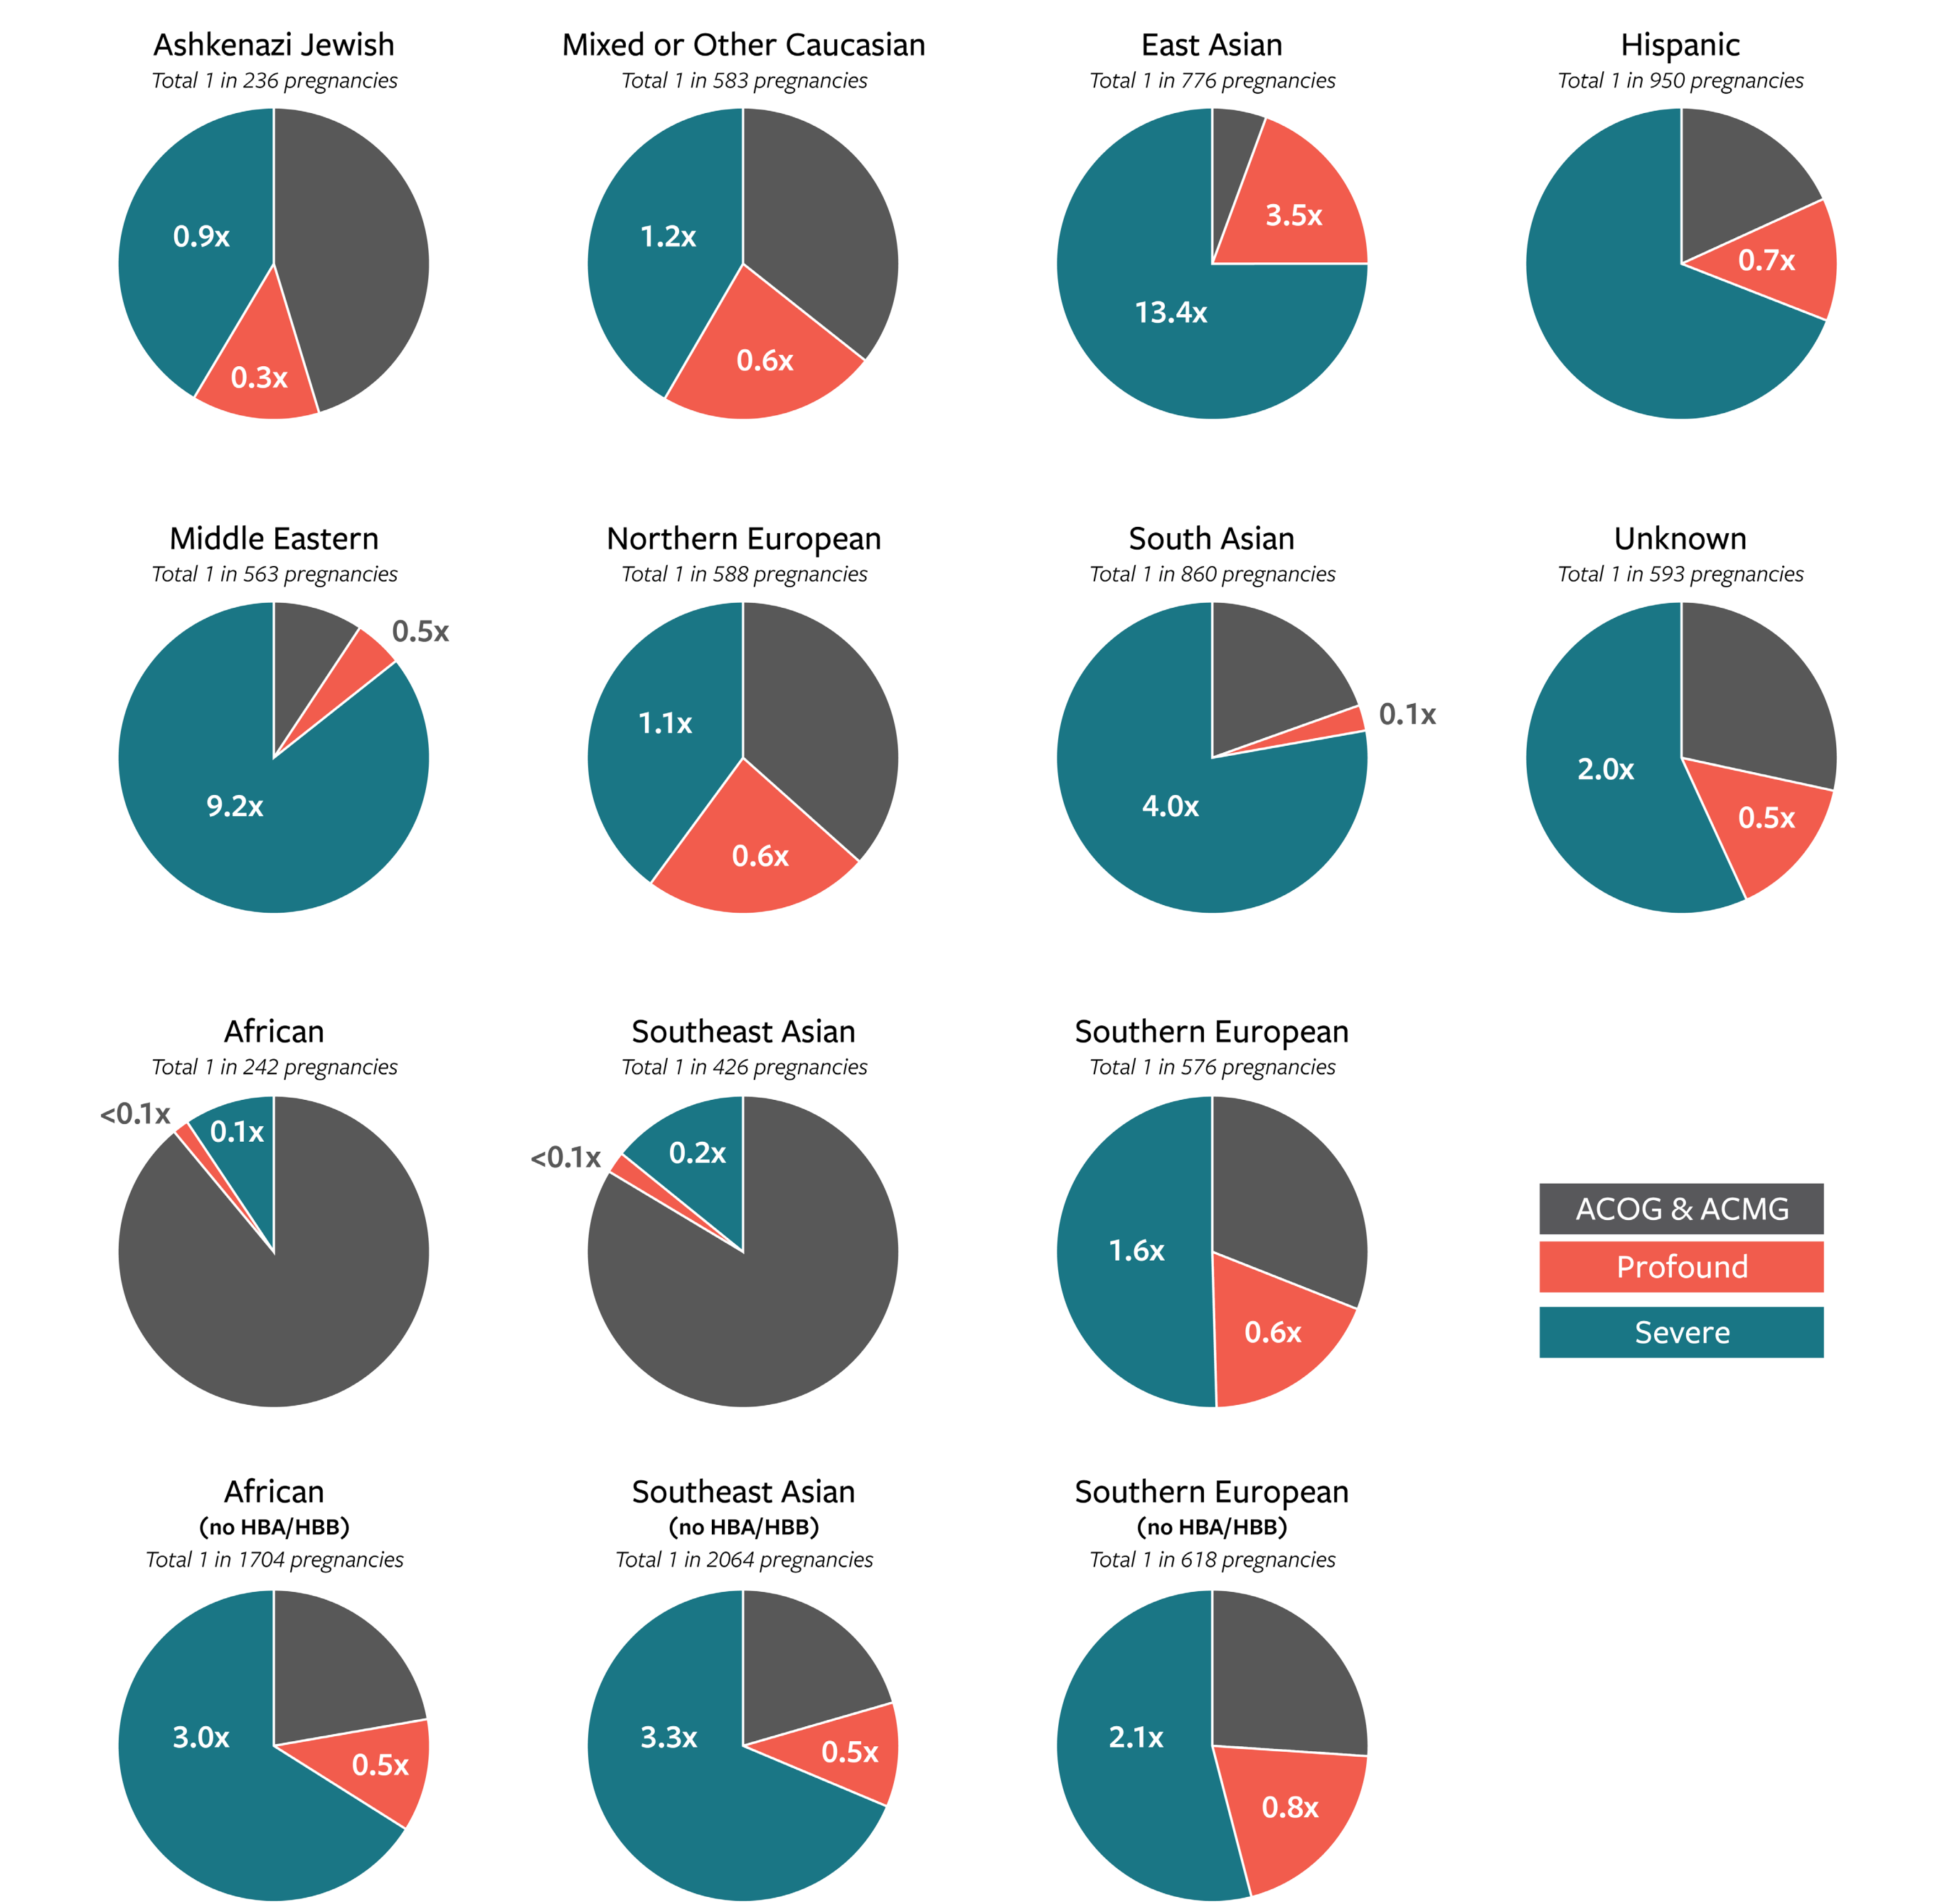 Ashkenazi Jewish
Total 1 in 236 pregnancies
0.9x
0.3x
Mixed or Other Caucasian
Total 1 in 583 pregnancies
1.2x
0.6x
East Asian
Total 1 in 776 pregnancies
3.5x
13.4x
Hispanic
Total 1 in 950 pregnancies
0.7x
Middle Eastern
Total 1 in 563 pregnancies
0.5x
9.2x
Northern European
Total 1 in 588 pregnancies
1.1x
0.6x
South Asian
Total 1 in 860 pregnancies
0.1x
4.0x
Unknown
Total 1 in 593 pregnancies
2.0x
0.5x
African
Total 1 in 242 pregnancies
<0.1x
0.1x
Southeast Asian
Total 1 in 426 pregnancies
<0.1x
0.2x
Southern European
Total 1 in 576 pregnancies
1.6x
0.6x
ACOG & ACMG
Profound
Severe
African
(no HBA/HBB)
Total 1 in 1704 pregnancies
3.0x
0.5x
Southeast Asian
(no HBA/HBB)
Total 1 in 2064 pregnancies
3.3x
0.5x
Southern European
(no HBA/HBB)
Total 1 in 618 pregnancies
2.1x
0.8x